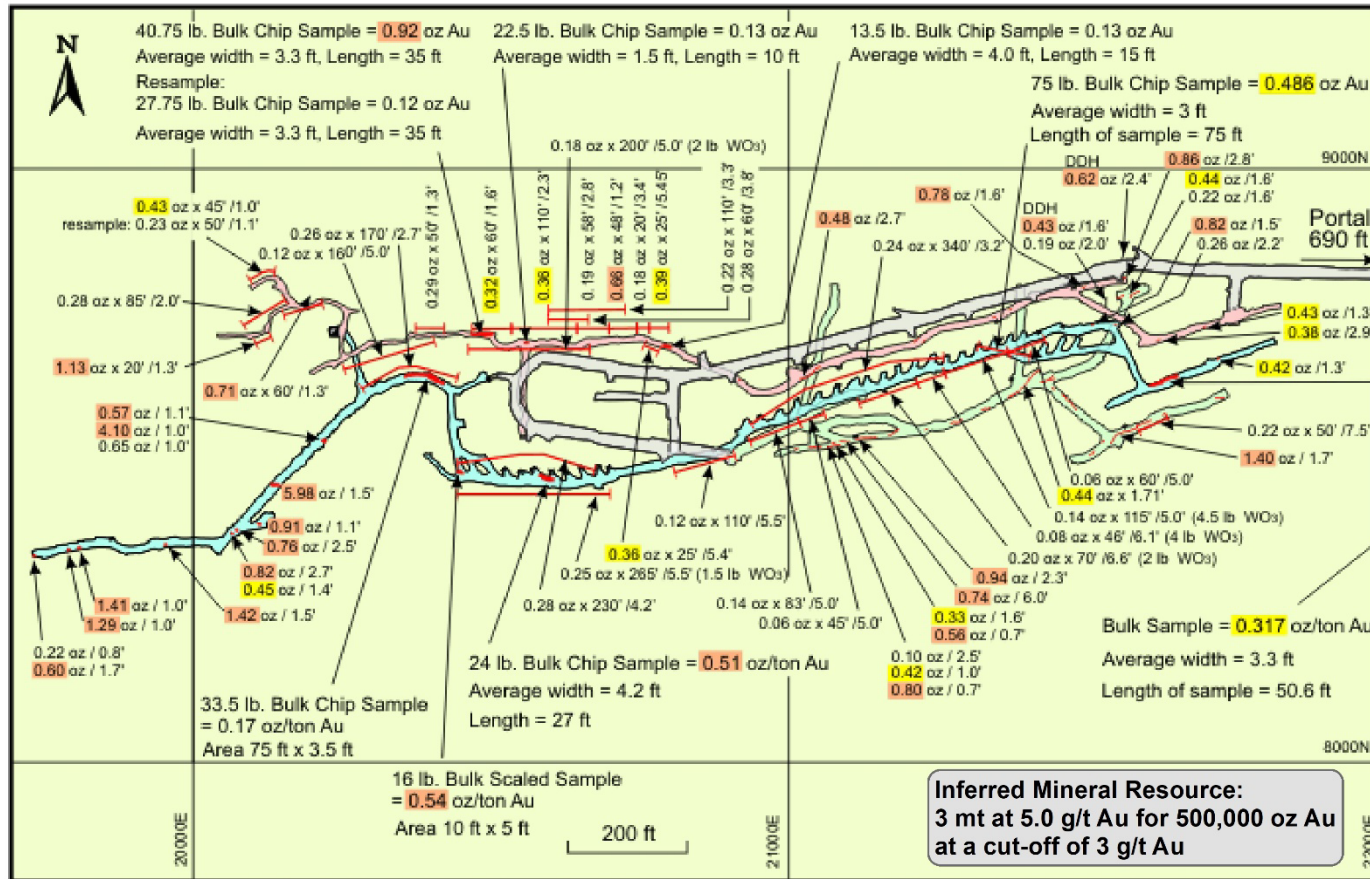 N
40.75 lb. Bulk Chip Sample = 0.92 oz Au
Average width = 3.3 ft, Length = 35 ft
Resample:
27.75 lb. Bulk Chip Sample = 0.12 oz Au
Average width = 3.3 ft, Length = 35 ft
22.5 lb. Bulk Chip Sample = 0.13 oz Au
Average width = 1.5 ft, Length = 10 ft
13.5 lb. Bulk Chip Sample = 0.13 oz Au
Average width = 4.0 ft, Length = 15 ft
75 lb. Bulk Chip Sample = 0.486 oz Au
Average width = 3 ft
Length of sample = 75 ft
9000N
0.18 oz x 200' /5.0' (2 lb WO₃)
DDH
0.62 oz /2.4'
0.86 oz /2.8'
0.44 oz /1.6'
0.22 oz /1.6'
0.78 oz /1.6'
DDH
0.43 oz /1.6'
0.19 oz /2.0'
0.82 oz /1.5'
0.26 oz /2.2'
Portal
690 ft
0.43 oz x 45' /1.0'
resample: 0.23 oz x 50' /1.1'
0.26 oz x 170' /2.7'
0.12 oz x 160' /5.0'
0.29 oz x 50' /1.3'
0.32 oz x 60' /1.6'
0.36 oz x 110' /2.3'
0.19 oz x 58' /2.8'
0.66 oz x 48' /1.2'
0.18 oz x 20' /3.4'
0.39 oz x 25' /5.45'
0.22 oz x 110' /3.3'
0.28 oz x 60' /3.8'
0.48 oz /2.7'
0.24 oz x 340' /3.2'
0.28 oz x 85' /2.0'
0.43 oz /1.3
0.38 oz /2.9
0.42 oz /1.3'
1.13 oz x 20' /1.3'
0.71 oz x 60' /1.3'
0.57 oz / 1.1'
4.10 oz / 1.0'
0.65 oz / 1.0'
0.22 oz x 50' /7.5'
1.40 oz / 1.7'
5.98 oz / 1.5'
0.06 oz x 60' /5.0'
0.44 oz x 1.71'
0.14 oz x 115' /5.0' (4.5 lb WO₃)
0.08 oz x 46' /6.1' (4 lb WO₃)
0.20 oz x 70' /6.6' (2 lb WO₃)
0.91 oz / 1.1'
0.76 oz / 2.5'
0.82 oz / 2.7'
0.45 oz / 1.4'
0.12 oz x 110' /5.5'
0.36 oz x 25' /5.4'
0.25 oz x 265' /5.5' (1.5 lb WO₃)
0.28 oz x 230' /4.2'
0.14 oz x 83' /5.0'
0.06 oz x 45' /5.0'
0.94 oz / 2.3'
0.74 oz / 6.0'
0.33 oz / 1.6'
0.56 oz / 0.7'
0.10 oz / 2.5'
0.42 oz / 1.0'
0.80 oz / 0.7'
1.41 oz / 1.0'
1.29 oz / 1.0'
1.42 oz / 1.5'
0.22 oz / 0.8'
0.60 oz / 1.7'
Bulk Sample = 0.317 oz/ton Au
Average width = 3.3 ft
Length of sample = 50.6 ft
24 lb. Bulk Chip Sample = 0.51 oz/ton Au
Average width = 4.2 ft
Length = 27 ft
33.5 lb. Bulk Chip Sample
= 0.17 oz/ton Au
Area 75 ft x 3.5 ft
8000N
16 lb. Bulk Scaled Sample
= 0.54 oz/ton Au
Area 10 ft x 5 ft
200 ft
20000E
21000E
22000E
Inferred Mineral Resource:
3 mt at 5.0 g/t Au for 500,000 oz Au
at a cut-off of 3 g/t Au